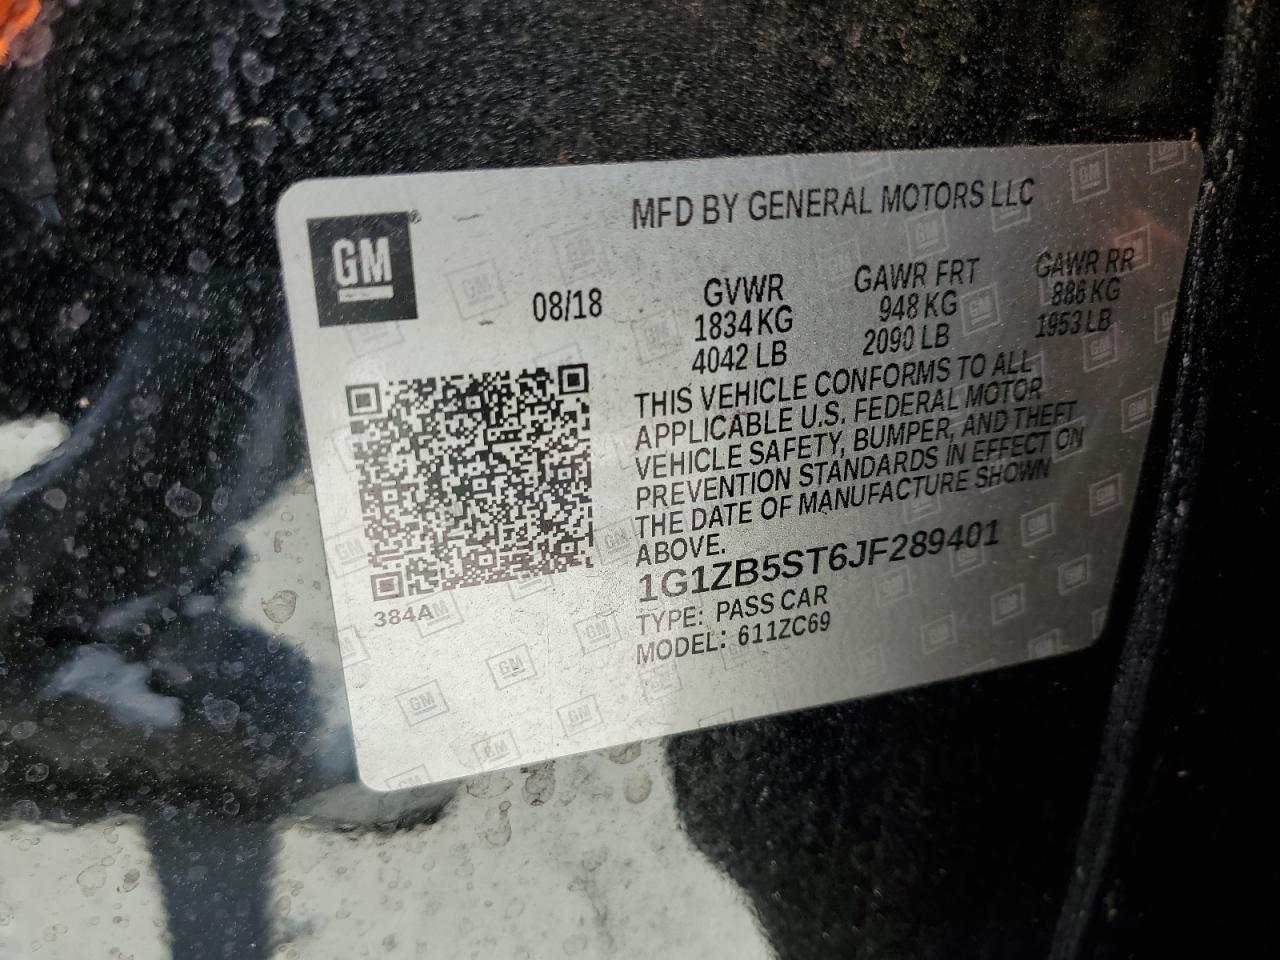 MFD BY GENERAL MOTORS LLC
GM
08/18
GVWR
1834 KG
4042 LB
GAWR FRT
948 KG
2090 LB
GAWR RR
886 KG
1953 LB
THIS VEHICLE CONFORMS TO ALL
APPLICABLE U.S. FEDERAL MOTOR
VEHICLE SAFETY, BUMPER, AND THEFT
PREVENTION STANDARDS IN EFFECT ON
THE DATE OF MANUFACTURE SHOWN
ABOVE.
1G1ZB5ST6JF289401
TYPE: PASS CAR
MODEL: 611ZC69
384A